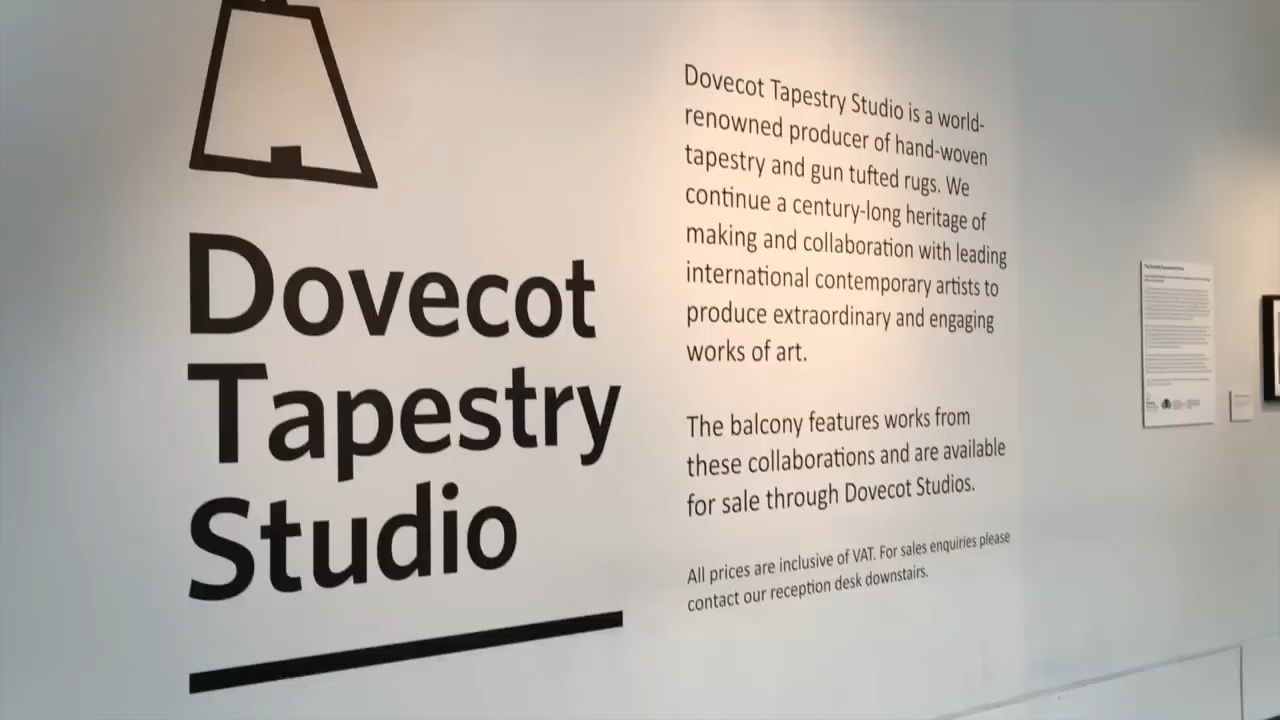 Dovecot
Tapestry
Studio
Dovecot Tapestry Studio is a world-
renowned producer of hand-woven
tapestry and gun tufted rugs. We
continue a century-long heritage of
making and collaboration with leading
international contemporary artists to
produce extraordinary and engaging
works of art.
The balcony features works from
these collaborations and are available
for sale through Dovecot Studios.
All prices are inclusive of VAT. For sales enquiries please
contact our reception desk downstairs.